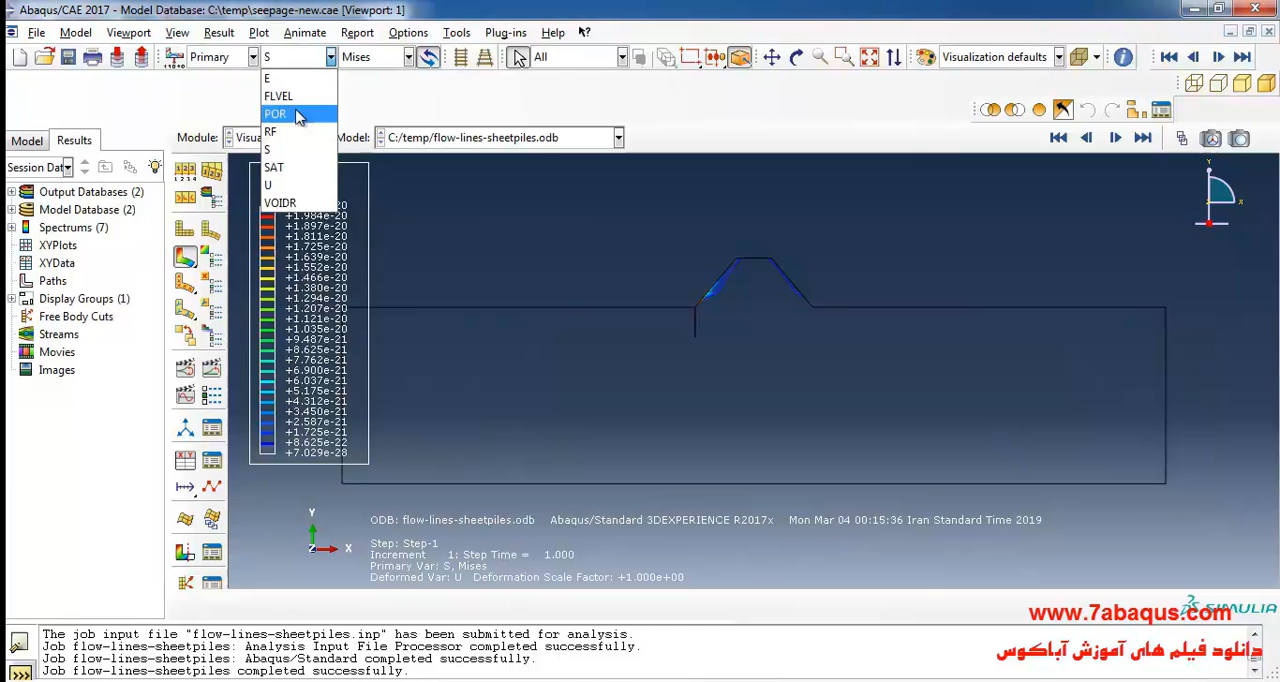 Abaqus/CAE 2017 - Model Database: C:\temp\seepage-new.cae [Viewport: 1]
File Model Viewport View Result Plot Animate Report Options Tools Plug-ins Help
Primary S Mises All Visualization defaults
E
FLVEL
POR
RF
S
SAT
U
VOIDR
Model Results Module: Visua Model: C:/temp/flow-lines-sheetpiles.odb
Session Dat
Output Databases (2)
Model Database (2)
Spectrums (7)
XYPlots
XYData
Paths
Display Groups (1)
Free Body Cuts
Streams
Movies
Images
+1.984e-20
+1.897e-20
+1.811e-20
+1.725e-20
+1.639e-20
+1.552e-20
+1.466e-20
+1.380e-20
+1.294e-20
+1.207e-20
+1.121e-20
+1.035e-20
+9.487e-21
+8.625e-21
+7.762e-21
+6.900e-21
+6.037e-21
+5.175e-21
+4.312e-21
+3.450e-21
+2.587e-21
+1.725e-21
+8.625e-22
+7.029e-28
Y
X
Y
Z X
ODB: flow-lines-sheetpiles.odb Abaqus/Standard 3DEXPERIENCE R2017x Mon Mar 04 00:15:36 Iran Standard Time 2019
Step: Step-1
Increment 1: Step Time = 1.000
Primary Var: S, Mises
Deformed Var: U Deformation Scale Factor: +1.000e+00
SIMULIA
www.7abaqus.com
دانلود فیلم های آموزش آباکوس
The job input file "flow-lines-sheetpiles.inp" has been submitted for analysis.
Job flow-lines-sheetpiles: Analysis Input File Processor completed successfully.
Job flow-lines-sheetpiles: Abaqus/Standard completed successfully.
Job flow-lines-sheetpiles completed successfully.
>>>